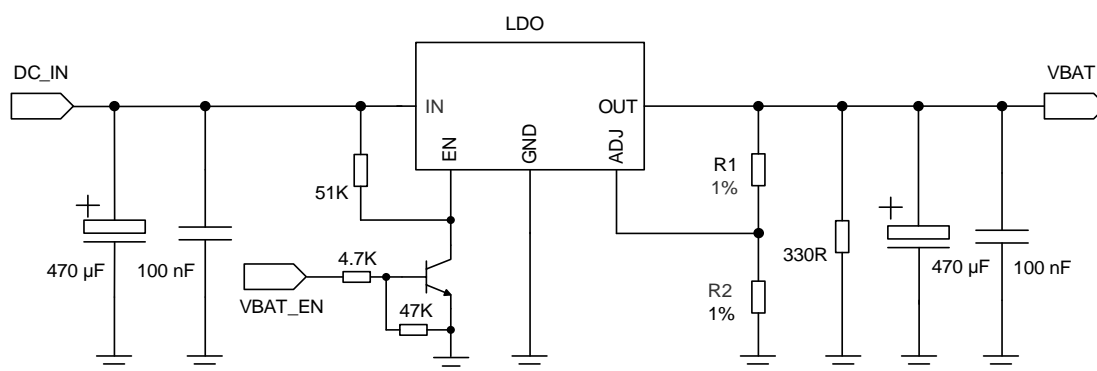 LDO
DC_IN
VBAT
IN
OUT
EN
GND
ADJ
R1
1%
51K
470 µF
100 nF
4.7K
VBAT_EN
47K
R2
1%
330R
470 µF
100 nF